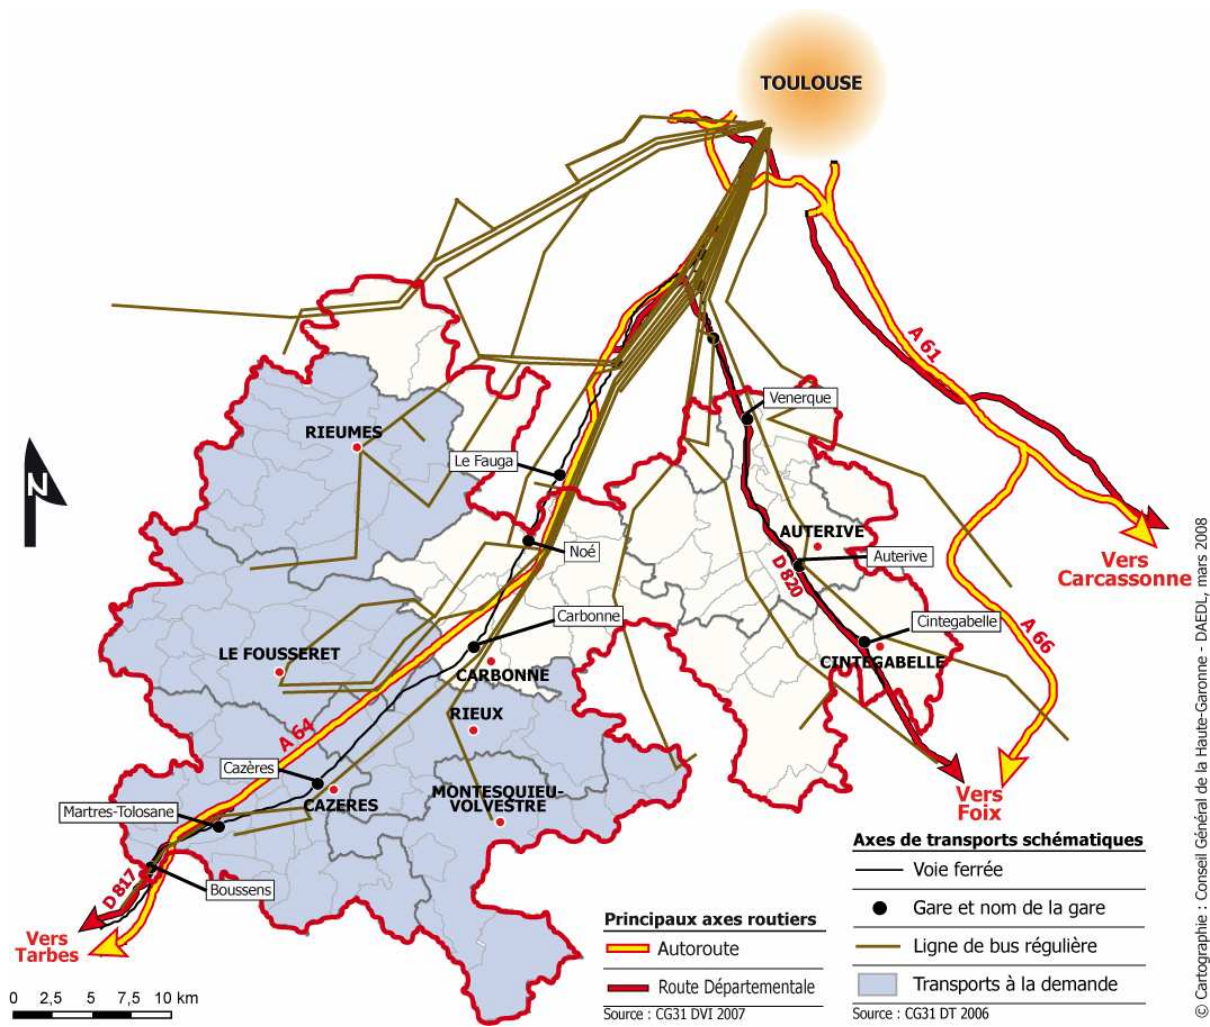 TOULOUSE
A 61
Venerque
RIEUMES
Le Fauga
N
AUTERIVE
Noé
Auterive
Vers
Carcassonne
D 820
Carbonne
Cintegabelle
A 66
LE FOUSSERET
CINTEGABELLE
CARBONNE
RIEUX
A 64
Cazères
CAZERES
MONTESQUIEU-
VOLVESTRE
Martres-Tolosane
Vers
Foix
Boussens
D 817
Vers
Tarbes
0 2,5 5 7,5 10 km
Principaux axes routiers
Autoroute
Route Départementale
Source : CG31 DVI 2007
Axes de transports schématiques
Voie ferrée
Gare et nom de la gare
Ligne de bus régulière
Transports à la demande
Source : CG31 DT 2006
© Cartographie : Conseil Général de la Haute-Garonne - DAEDL, mars 2008